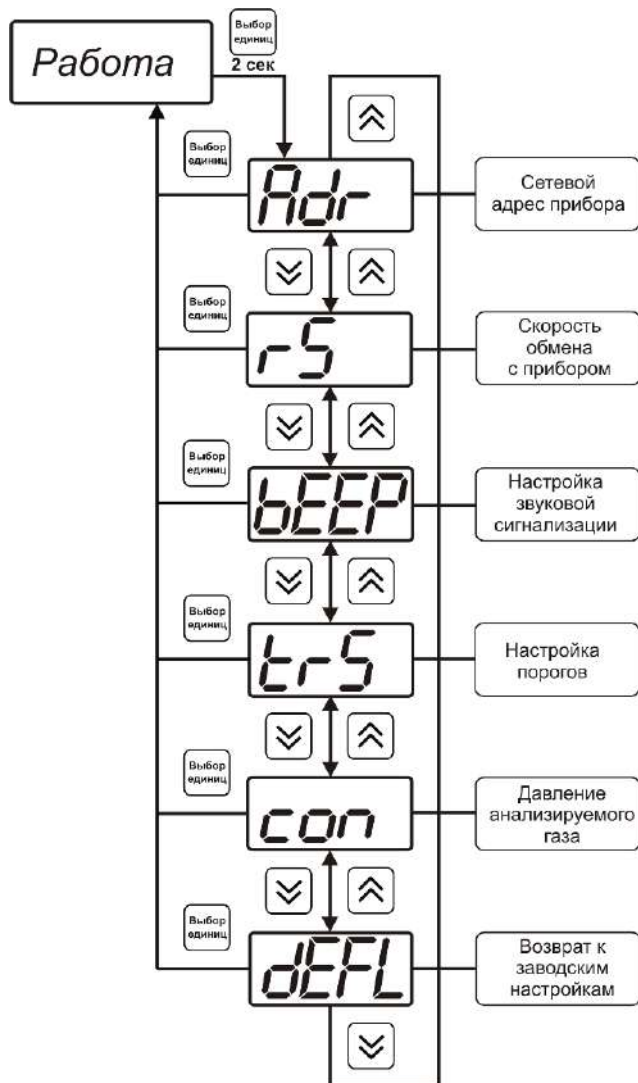 Выбор
единиц
2 сек
Работа
Выбор
единиц
Adr
Сетевой
адрес прибора
Выбор
единиц
rS
Скорость
обмена
с прибором
Выбор
единиц
bEEP
Настройка
звуковой
сигнализации
Выбор
единиц
trS
Настройка
порогов
Выбор
единиц
con
Давление
анализируемого
газа
Выбор
единиц
dEFL
Возврат к
заводским
настройкам